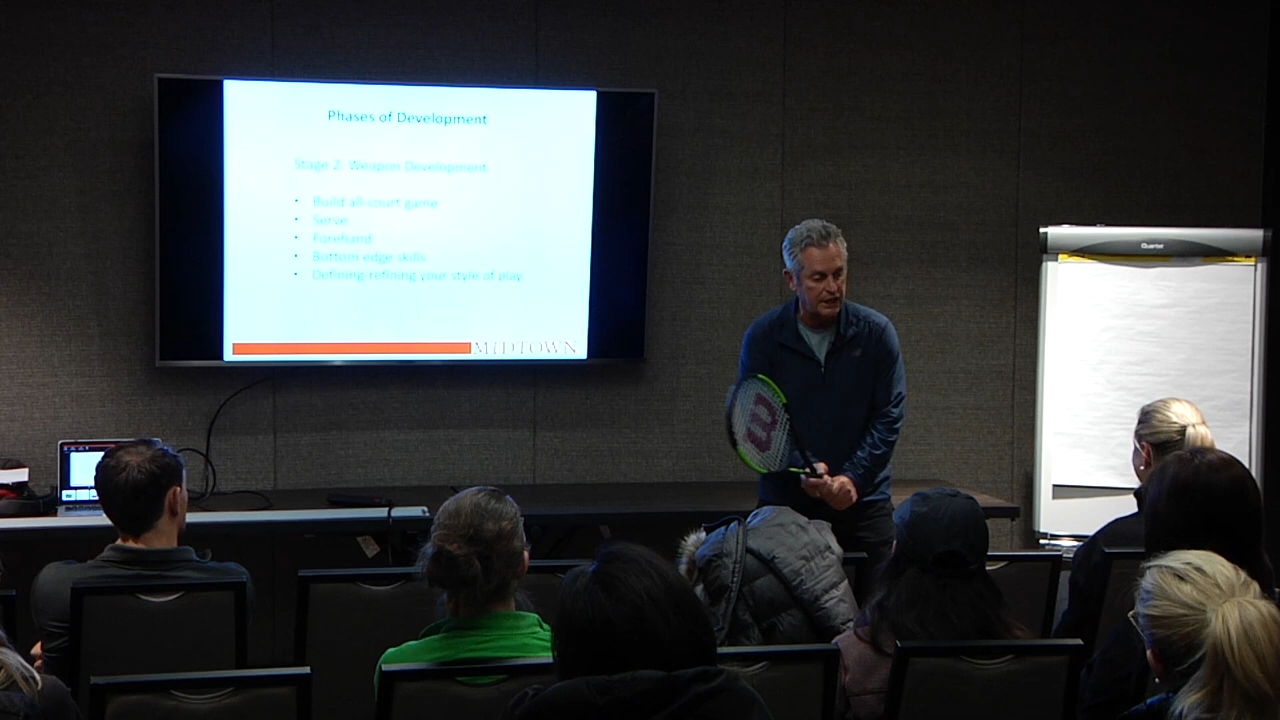 Phases of Development
Stage 2: Weapon Development
• Build all-court game
• Serve
• Forehand
• Bottom edge skills
• Defining-refining your style of play
MIDTOWN
Quartet
W